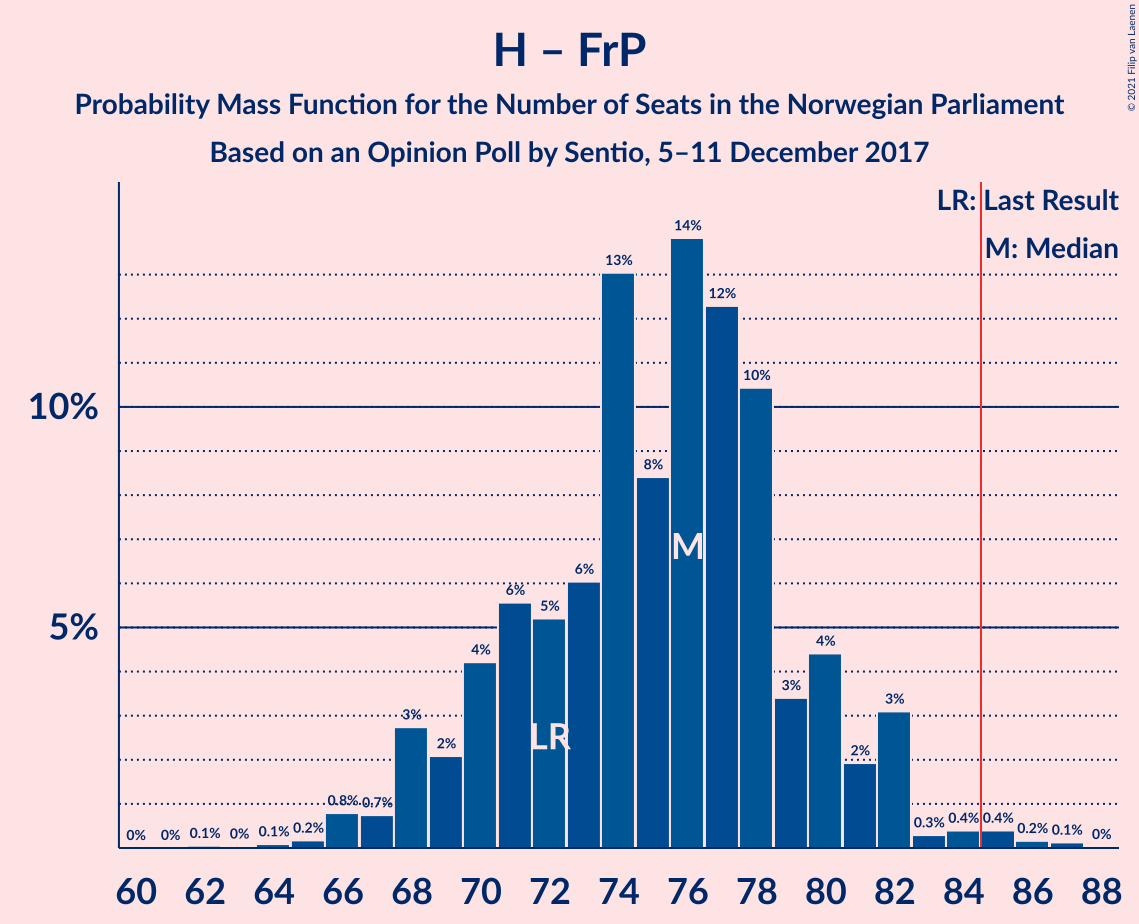 H – FrP
Probability Mass Function for the Number of Seats in the Norwegian Parliament
Based on an Opinion Poll by Sentio, 5–11 December 2017
© 2021 Filip van Laenen
LR: Last Result
M: Median
10%
5%
0% 0% 0.1% 0% 0.1% 0.2% 0.8% 0.7% 3% 2% 4% 6% 5% 6% 13% 8% 14% 12% 10% 3% 4% 2% 3% 0.3% 0.4% 0.4% 0.2% 0.1% 0%
M
LR
60 62 64 66 68 70 72 74 76 78 80 82 84 86 88